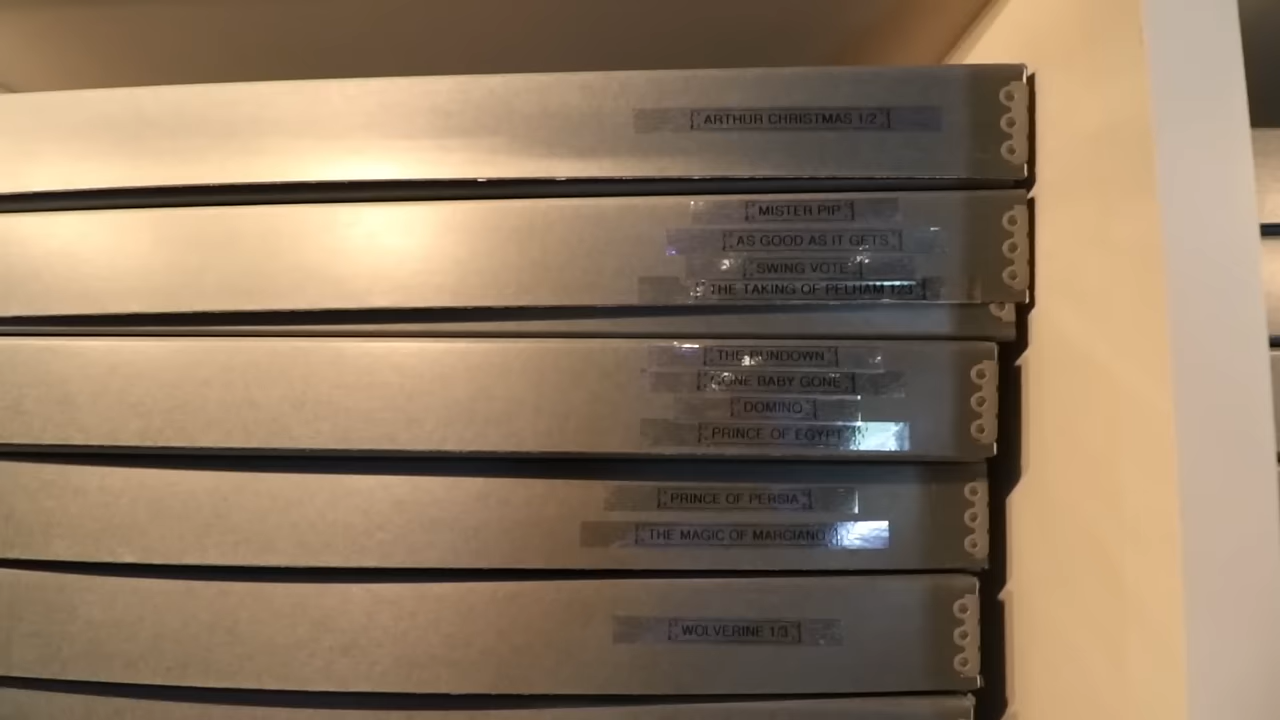 ARTHUR CHRISTMAS 1/2
MISTER PIP
AS GOOD AS IT GETS
SWING VOTE
THE TAKING OF PELHAM 123
THE RUNDOWN
GONE BABY GONE
DOMINO
PRINCE OF EGYPT
PRINCE OF PERSIA
THE MAGIC OF MARCIANO
WOLVERINE 1/3